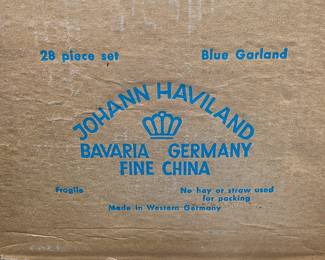 28 piece set Blue Garland
JOHANN HAVILAND
BAVARIA GERMANY
FINE CHINA
Fragile No hay or straw used
for packing
Made in Western Germany